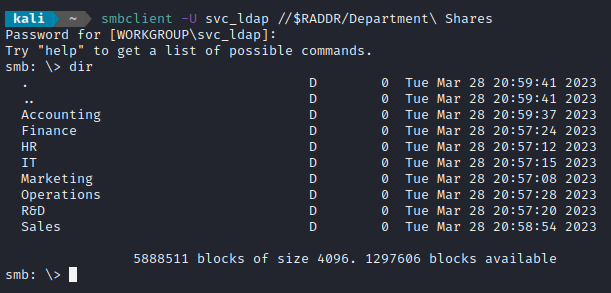 kali ~ smbclient -U svc_ldap //$RADDR/Department\ Shares
Password for [WORKGROUP\svc_ldap]:
Try "help" to get a list of possible commands.
smb: \> dir
. D 0 Tue Mar 28 20:59:41 2023
.. D 0 Tue Mar 28 20:59:41 2023
Accounting D 0 Tue Mar 28 20:59:37 2023
Finance D 0 Tue Mar 28 20:57:24 2023
HR D 0 Tue Mar 28 20:57:12 2023
IT D 0 Tue Mar 28 20:57:15 2023
Marketing D 0 Tue Mar 28 20:57:08 2023
Operations D 0 Tue Mar 28 20:57:28 2023
R&D D 0 Tue Mar 28 20:57:20 2023
Sales D 0 Tue Mar 28 20:58:54 2023
5888511 blocks of size 4096. 1297606 blocks available
smb: \>